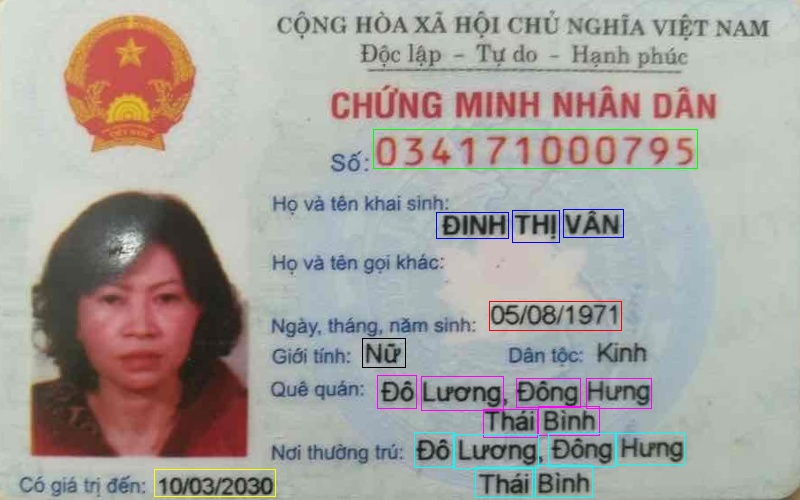 CỘNG HÒA XÃ HỘI CHỦ NGHĨA VIỆT NAM
Độc lập - Tự do - Hạnh phúc
CHỨNG MINH NHÂN DÂN
Số: 034171000795
Họ và tên khai sinh:
ĐINH THỊ VÂN
Họ và tên gọi khác:
Ngày, tháng, năm sinh: 05/08/1971
Giới tính: Nữ Dân tộc: Kinh
Quê quán: Đô Lương, Đông Hưng
Thái Bình
Nơi thường trú: Đô Lương, Đông Hưng
Có giá trị đến: 10/03/2030 Thái Bình